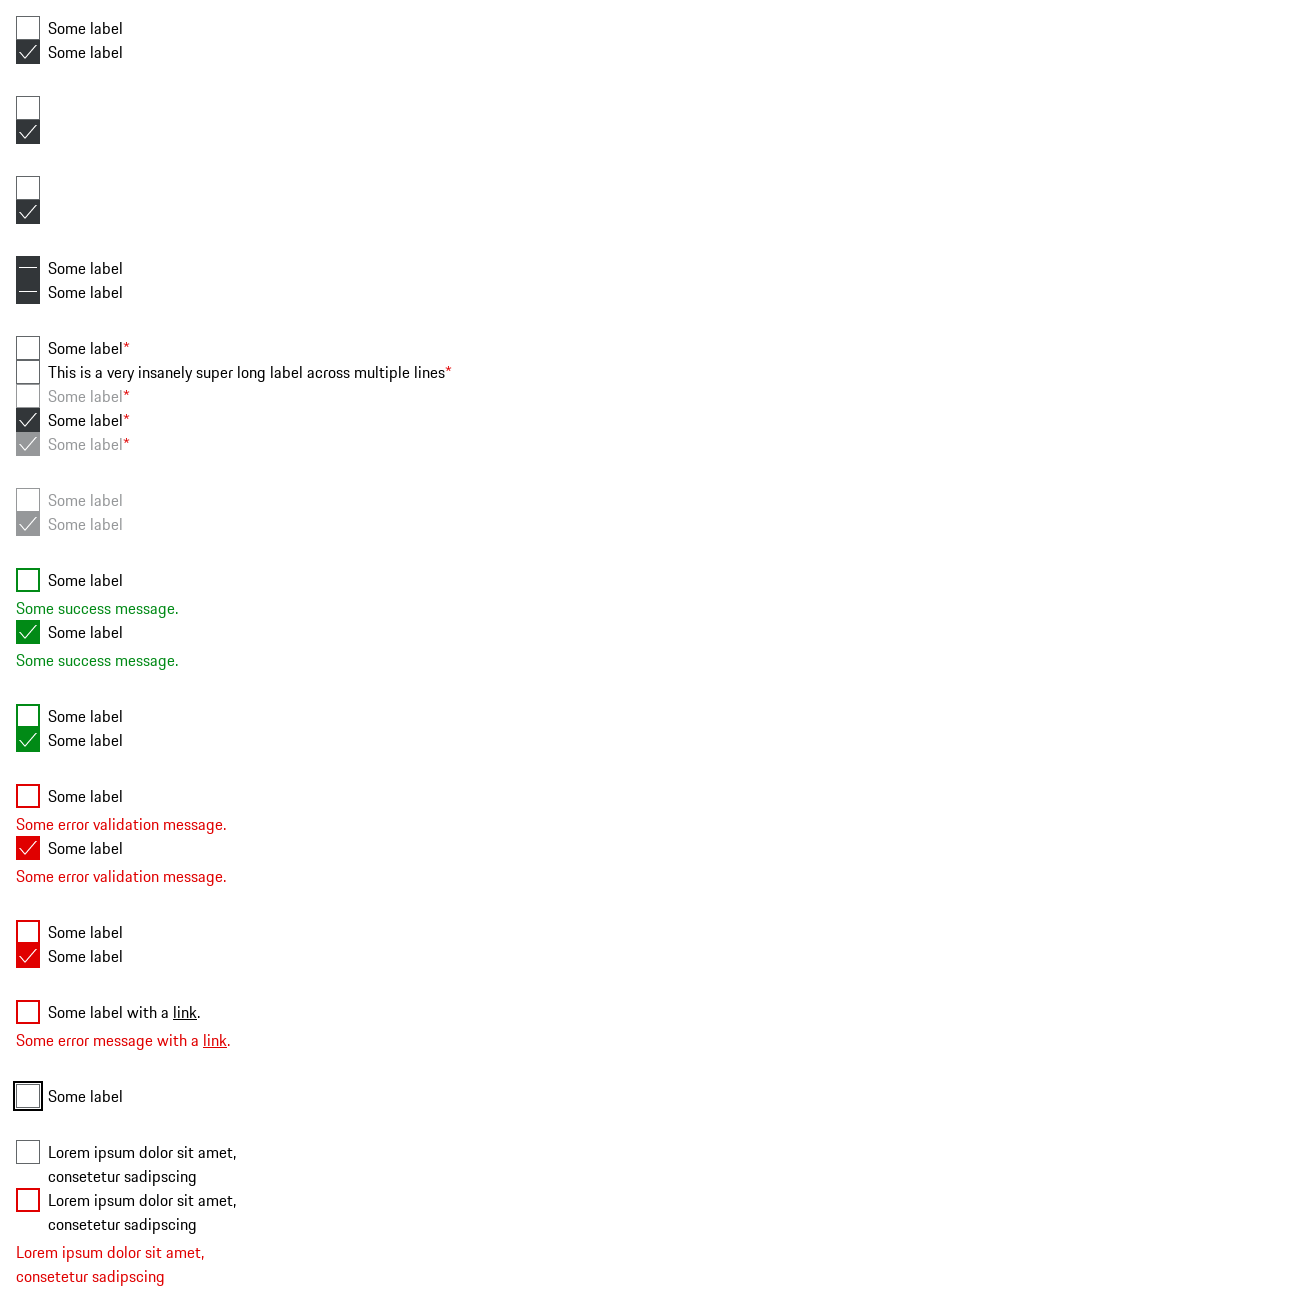 Some label
Some label
Some label
Some label
Some label*
This is a very insanely super long label across multiple lines*
Some label*
Some label*
Some label*
Some label
Some label
Some label
Some success message.
Some label
Some success message.
Some label
Some label
Some label
Some error validation message.
Some label
Some error validation message.
Some label
Some label
Some label with a link.
Some error message with a link.
Some label
Lorem ipsum dolor sit amet,
consetetur sadipscing
Lorem ipsum dolor sit amet,
consetetur sadipscing
Lorem ipsum dolor sit amet,
consetetur sadipscing